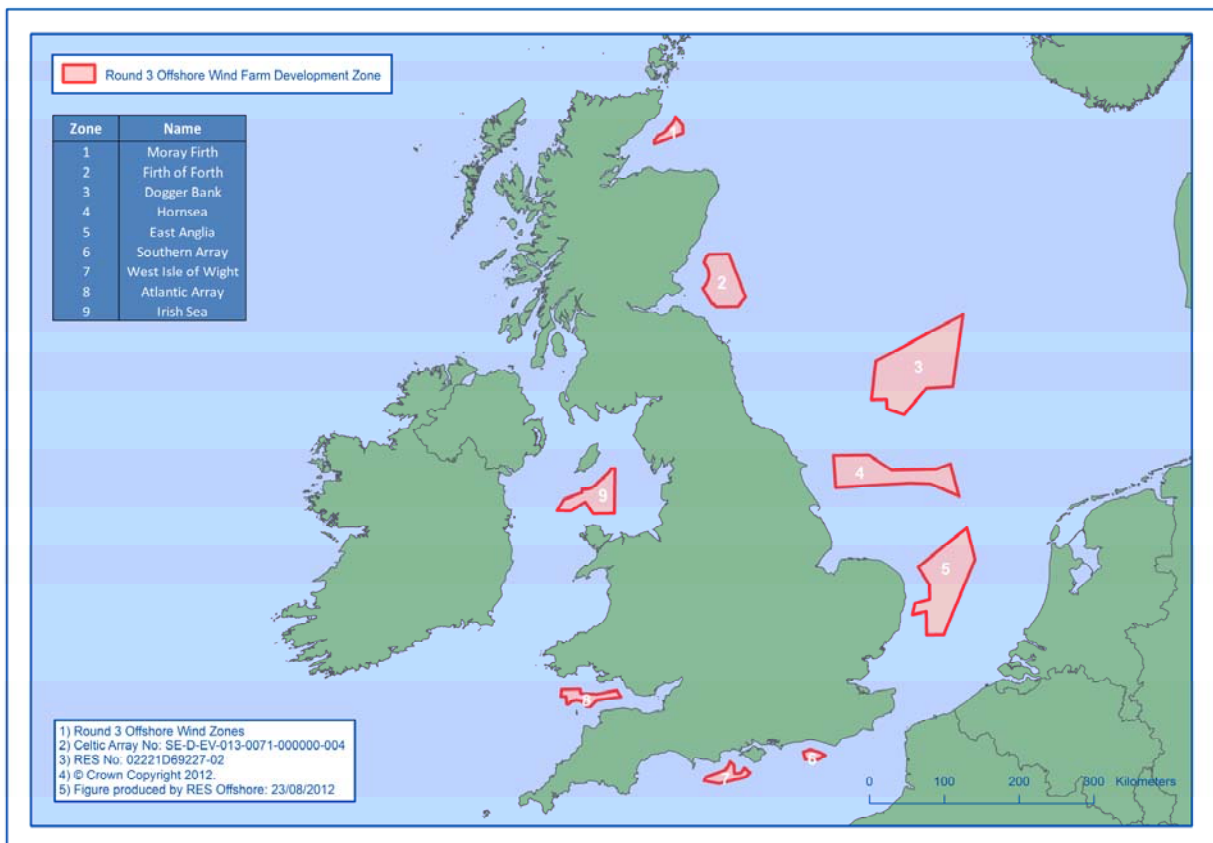 Round 3 Offshore Wind Farm Development Zone
Zone Name
1 Moray Firth
2 Firth of Forth
3 Dogger Bank
4 Hornsea
5 East Anglia
6 Southern Array
7 West Isle of Wight
8 Atlantic Array
9 Irish Sea
1
2
3
4
9
5
8
6
7
0 100 200 300 Kilometers
1) Round 3 Offshore Wind Zones
2) Celtic Array No: SE-D-EV-013-0071-000000-004
3) RES No: 02221D69227-02
4) © Crown Copyright 2012.
5) Figure produced by RES Offshore: 23/08/2012